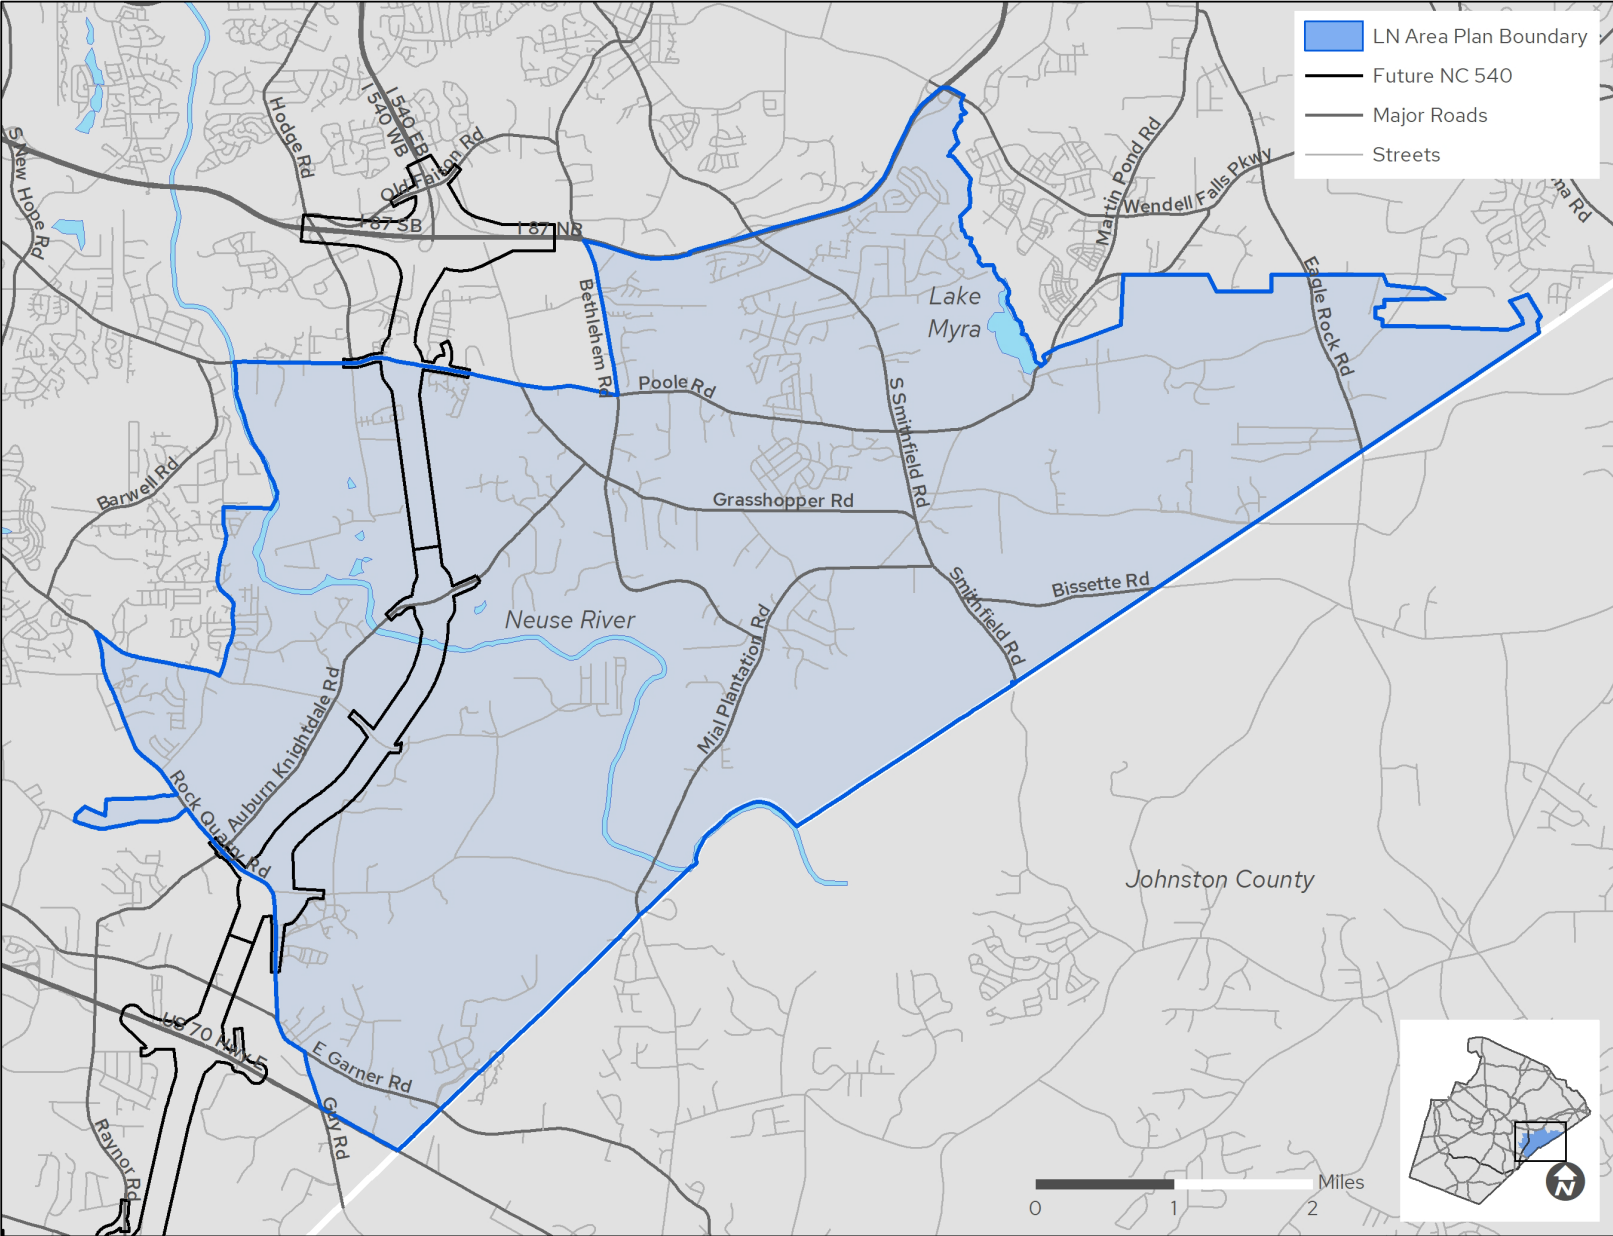 LN Area Plan Boundary
Future NC 540
Major Roads
Streets
S New Hope Rd
Hodge Rd
I 540 WB
I 540 EB
Old Faison Rd
I 87 SB
I 87 NB
Bethlehem Rd
Martin Pond Rd
Wendell Falls Pkwy
ma Rd
Eagle Rock Rd
Lake
Myra
Poole Rd
S Smithfield Rd
Barwell Rd
Grasshopper Rd
Smithfield Rd
Bissette Rd
Neuse River
Mial Plantation Rd
Auburn Knightdale Rd
Rock Quarry Rd
Johnston County
US 70 Hwy E
E Garner Rd
Guy Rd
Raynor Rd
Miles
0 1 2
N